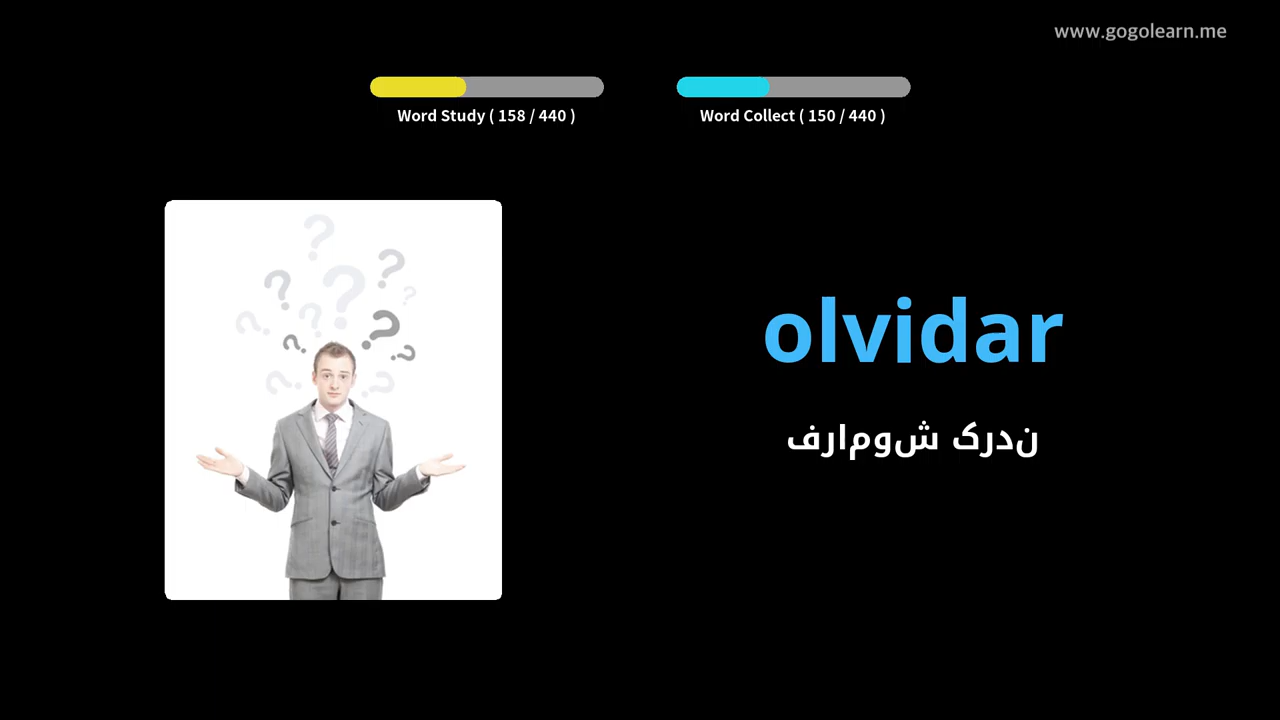 www.gogolearn.me
Word Study ( 158 / 440 )
Word Collect ( 150 / 440 )
olvidar
فراموش کردن